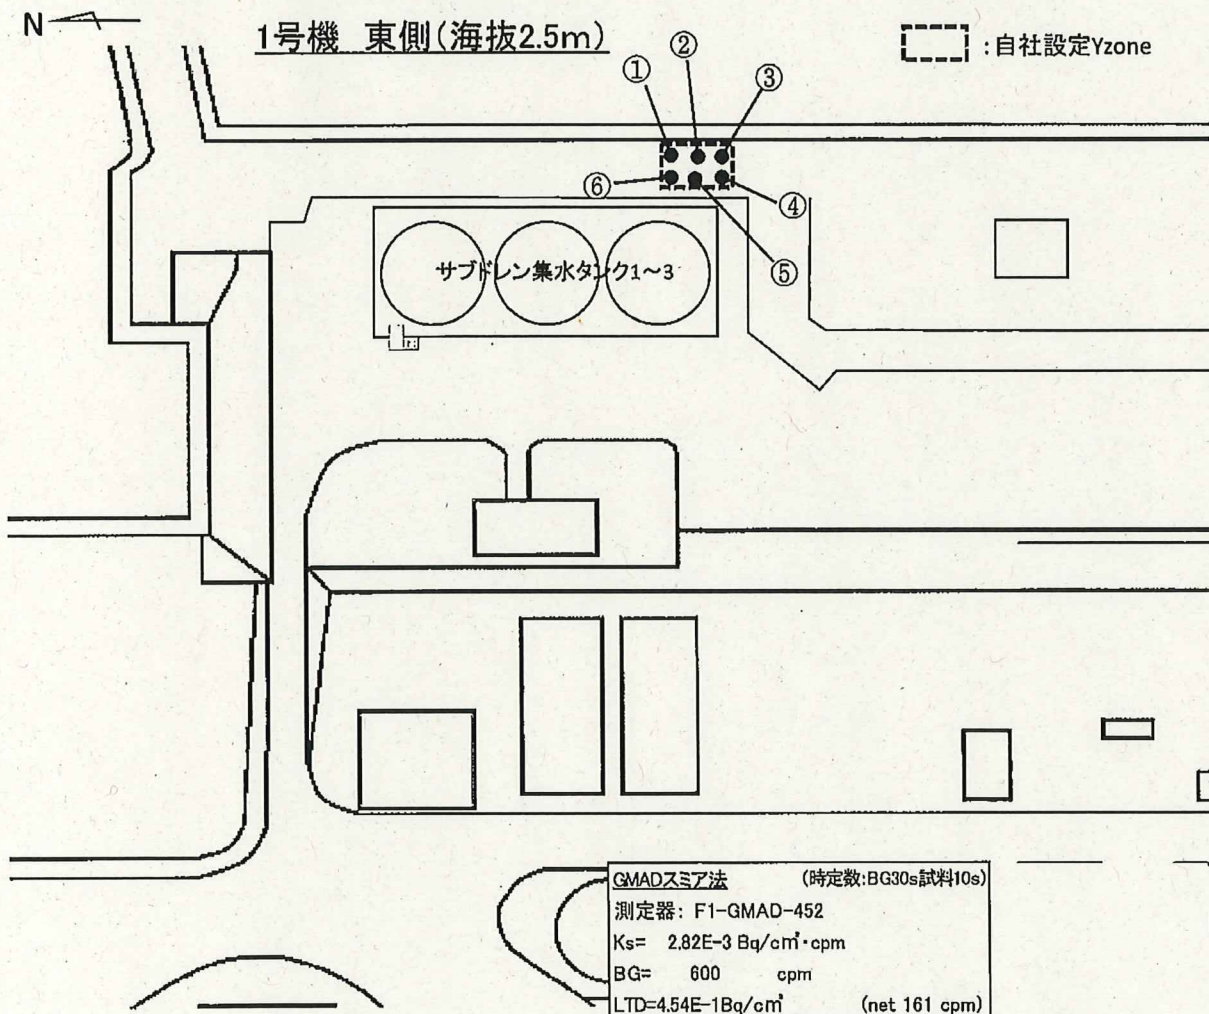 N
1号機 東側(海抜2.5m)
:自社設定Yzone
②
①
③
⑥
④
⑤
サブドレン集水タンク1~3
GMADスミア法 (時定数:BG30s試料10s)
測定器: F1-GMAD-452
Ks= 2.82E-3 Bq/c㎡・cpm
BG= 600 cpm
LTD=4.54E-1Bq/c㎡ (net 161 cpm)